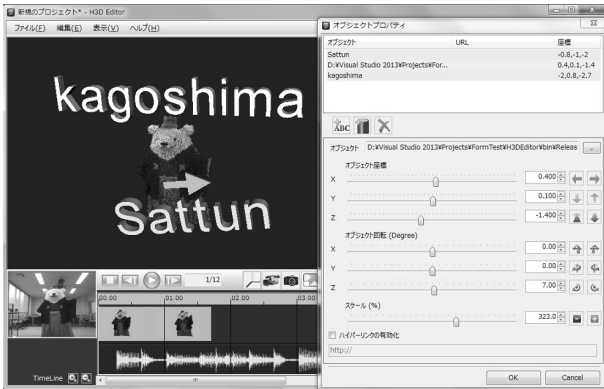 新規のプロジェクト* - H3D Editor
ファイル(F) 編集(E) 表示(V) ヘルプ(H)
kagoshima
Sattun
1/12
00.00 01.00 02.00 03.00
TimeLine
オブジェクトプロパティ
オブジェクト URL 座標
Sattun -0.8,-1,-2
D:¥Visual Studio 2013¥Projects¥For... 0.4,0.1,-1.4
kagoshima -2,0.8,-2.7
ABC
オブジェクト D:¥Visual Studio 2013¥Projects¥FormTest¥H3DEditor¥bin¥Releas ...
オブジェクト座標
X 0.400
Y 0.100
Z -1.400
オブジェクト回転 (Degree)
X 0.00
Y 0.00
Z 7.00
スケール (%)
323.0
ハイパーリンクの有効化
http://
OK Cancel